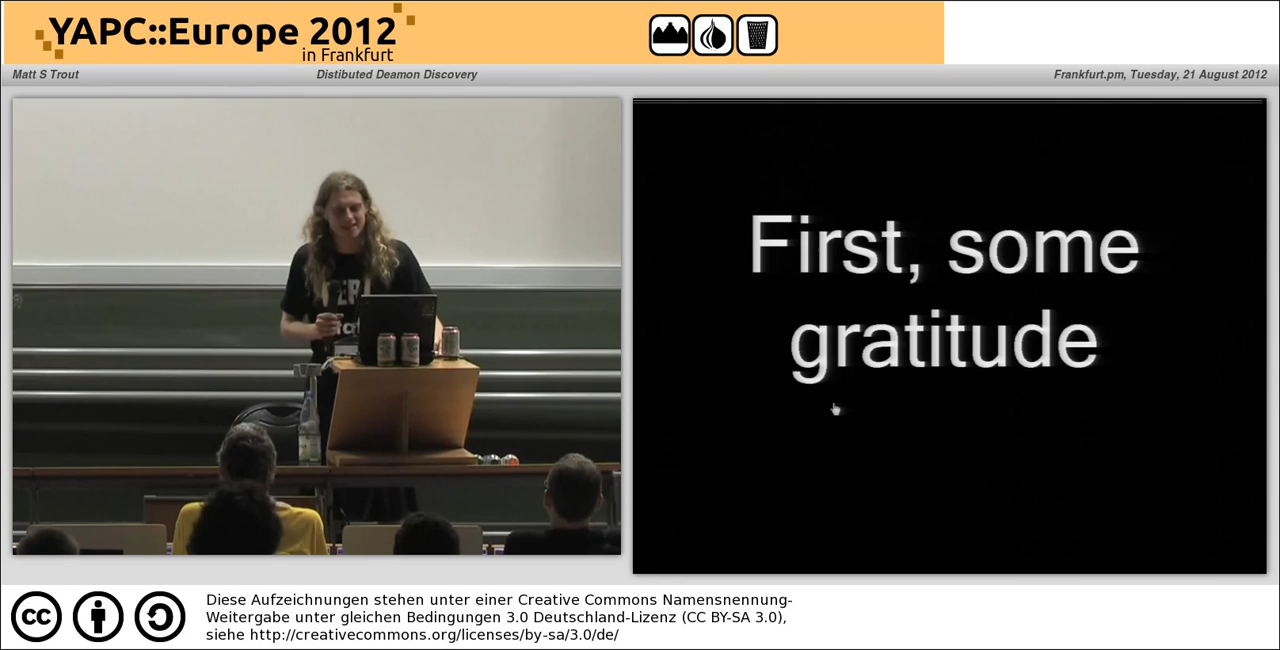 YAPC::Europe 2012
in Frankfurt
Matt S Trout
Distibuted Deamon Discovery
Frankfurt.pm, Tuesday, 21 August 2012
First, some
gratitude
cc
Diese Aufzeichnungen stehen unter einer Creative Commons Namensnennung-
Weitergabe unter gleichen Bedingungen 3.0 Deutschland-Lizenz (CC BY-SA 3.0),
siehe http://creativecommons.org/licenses/by-sa/3.0/de/